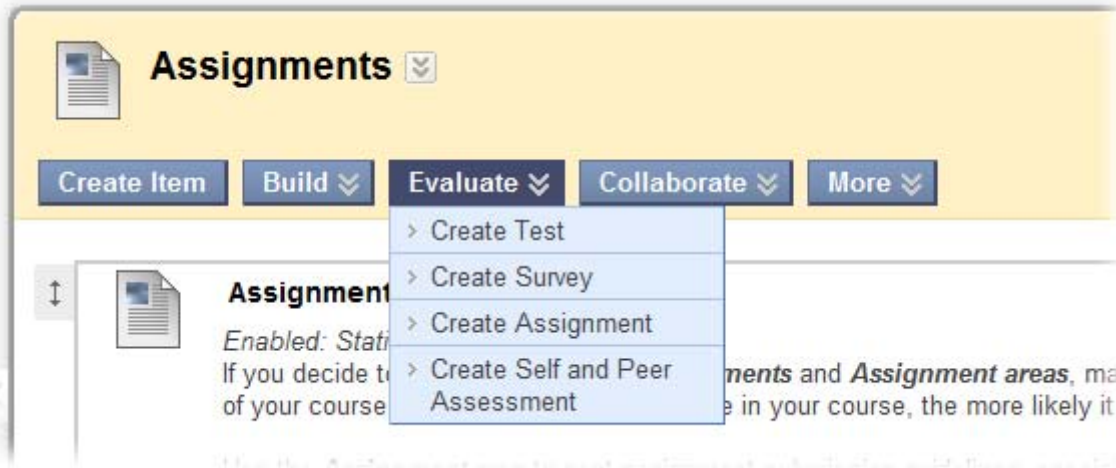 Assignments
Create Item Build Evaluate Collaborate More
Create Test
Create Survey
Create Assignment
Create Self and Peer
Assessment
Assignment
Enabled:
If you decide ments and Assignment areas,
of your course in your course, the more likely it